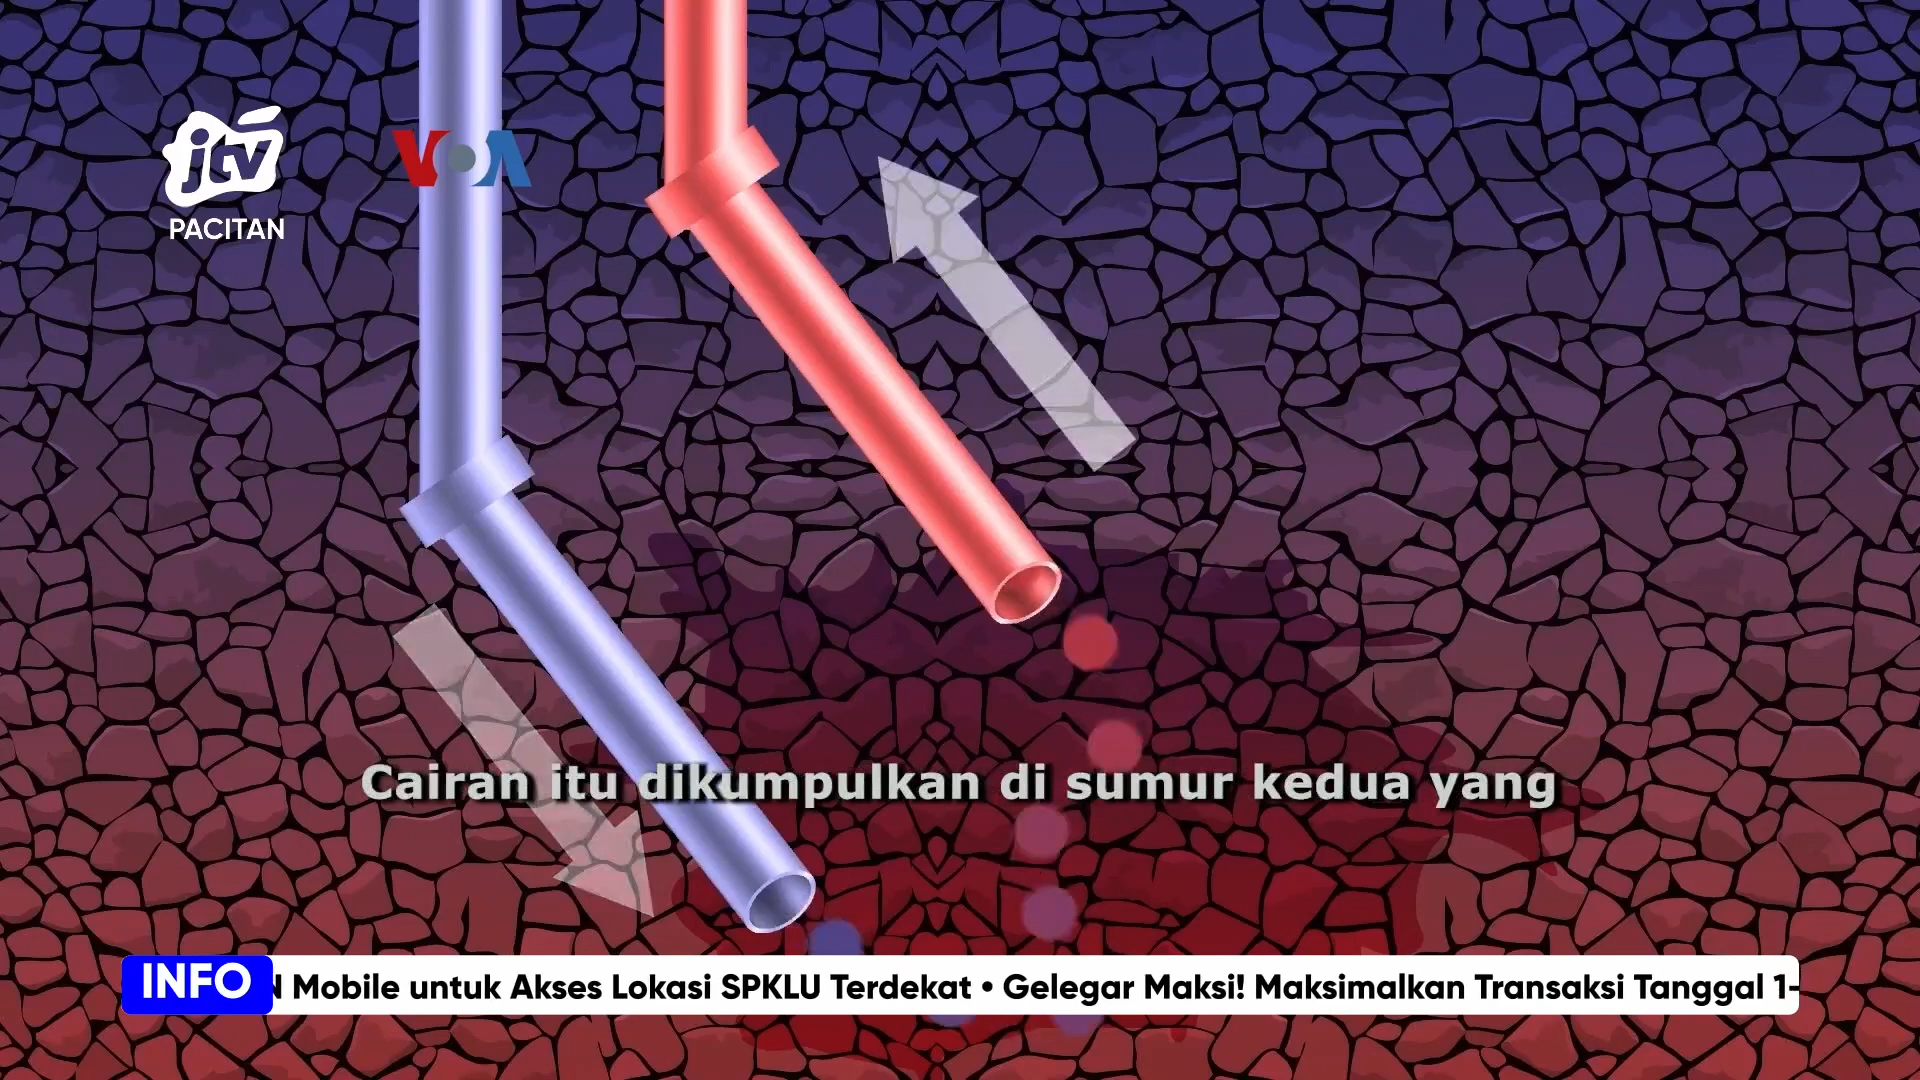 jtv
PACITAN
VOA
Cairan itu dikumpulkan di sumur kedua yang
INFO
Mobile untuk Akses Lokasi SPKLU Terdekat • Gelegar Maksi! Maksimalkan Transaksi Tanggal 1-